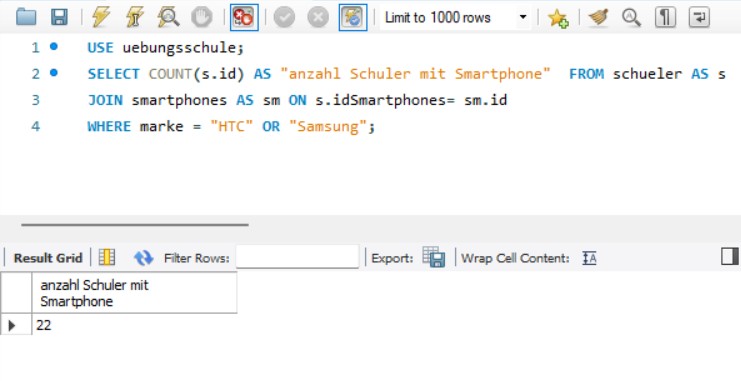 Limit to 1000 rows
1 USE uebungsschule;
2 SELECT COUNT(s.id) AS "anzahl Schuler mit Smartphone"  FROM schueler AS s
3 JOIN smartphones AS sm ON s.idSmartphones= sm.id
4 WHERE marke = "HTC" OR "Samsung";
Result Grid Filter Rows: Export: Wrap Cell Content: IA
anzahl Schuler mit
Smartphone
22